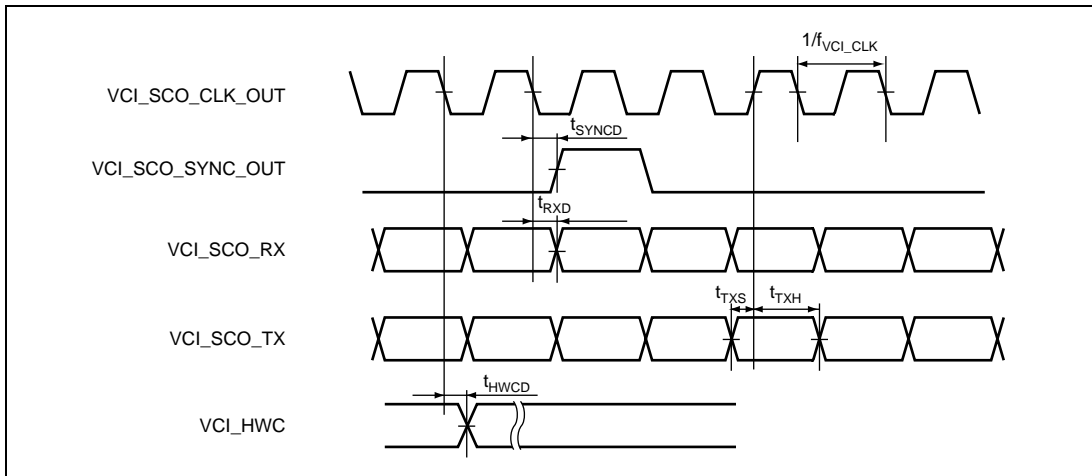 1/fVCI_CLK
VCI_SCO_CLK_OUT
tSYNCD
VCI_SCO_SYNC_OUT
tRXD
VCI_SCO_RX
tTXS tTXH
VCI_SCO_TX
tHWCD
VCI_HWC